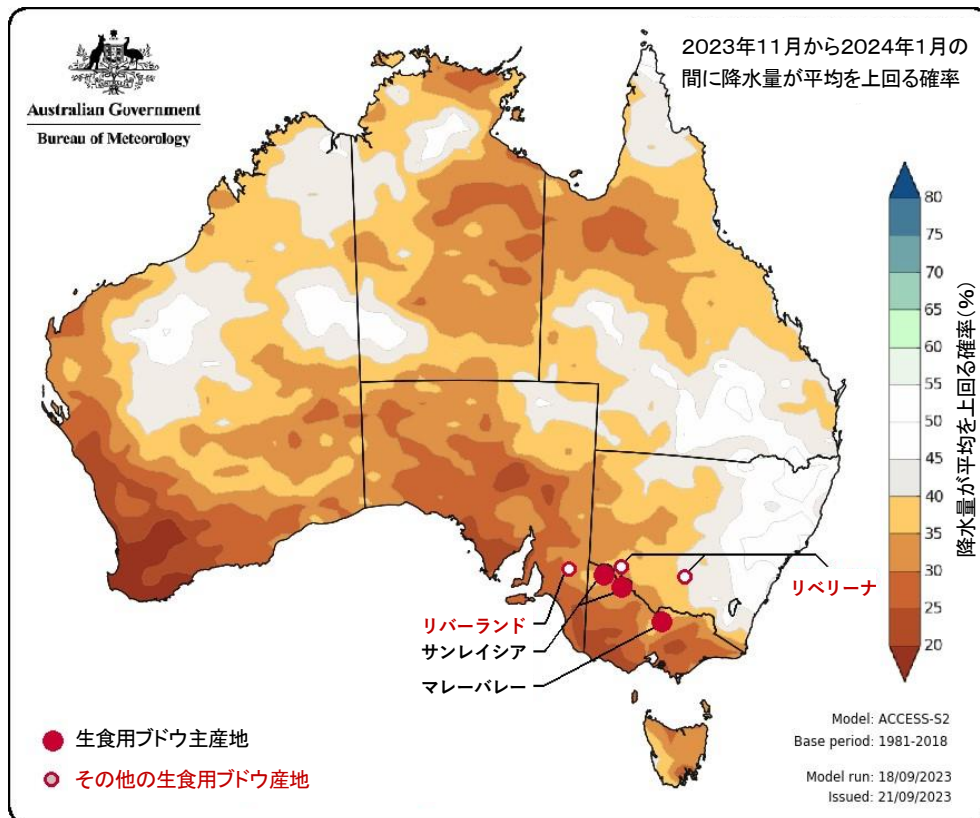 Australian Government
Bureau of Meteorology
2023年11月から2024年1月の
間に降水量が平均を上回る確率
80
75
70
65
60
55
50
45
40
35
30
25
20
降水量が平均を上回る確率(%)
リベリーナ
リバーランド
サンレイシア
マレーバレー
生食用ブドウ主産地
その他の生食用ブドウ産地
Model: ACCESS-S2
Base period: 1981-2018
Model run: 18/09/2023
Issued: 21/09/2023